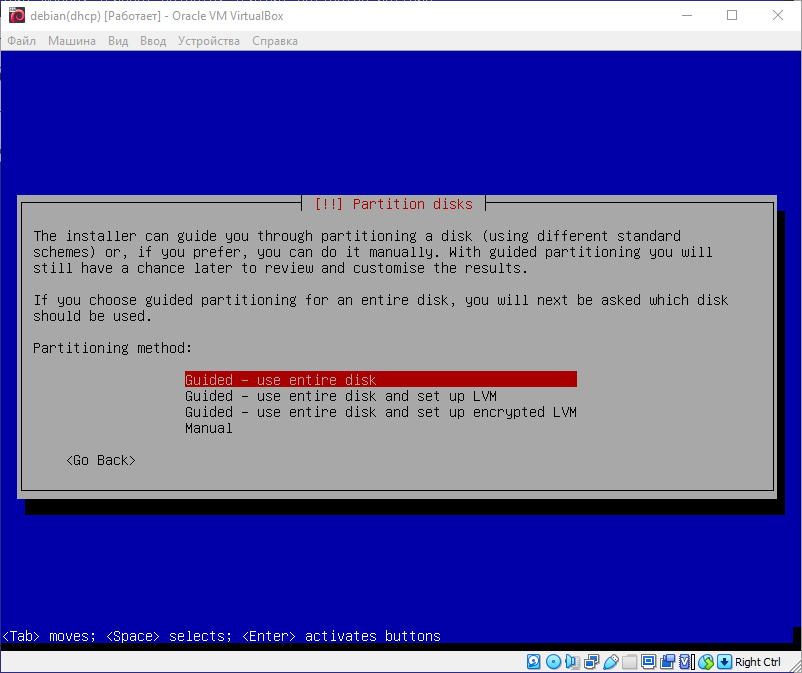 debian(dhcp) [Работает] - Oracle VM VirtualBox
Файл Машина Вид Ввод Устройства Справка
[!!] Partition disks
The installer can guide you through partitioning a disk (using different standard
schemes) or, if you prefer, you can do it manually. With guided partitioning you will
still have a chance later to review and customise the results.
If you choose guided partitioning for an entire disk, you will next be asked which disk
should be used.
Partitioning method:
Guided - use entire disk
Guided - use entire disk and set up LVM
Guided - use entire disk and set up encrypted LVM
Manual
<Go Back>
<Tab> moves; <Space> selects; <Enter> activates buttons
Right Ctrl